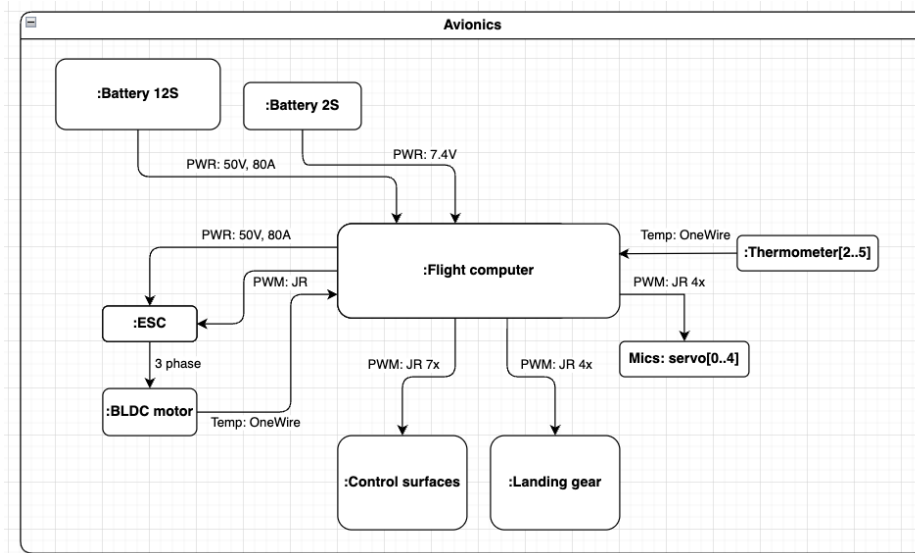 Avionics
:Battery 12S
:Battery 2S
PWR: 50V, 80A
PWR: 7.4V
PWR: 50V, 80A
:Flight computer
Temp: OneWire
:Thermometer[2..5]
PWM: JR
PWM: JR 4x
:ESC
Mics: servo[0..4]
3 phase
PWM: JR 7x
PWM: JR 4x
:BLDC motor
Temp: OneWire
:Control surfaces
:Landing gear